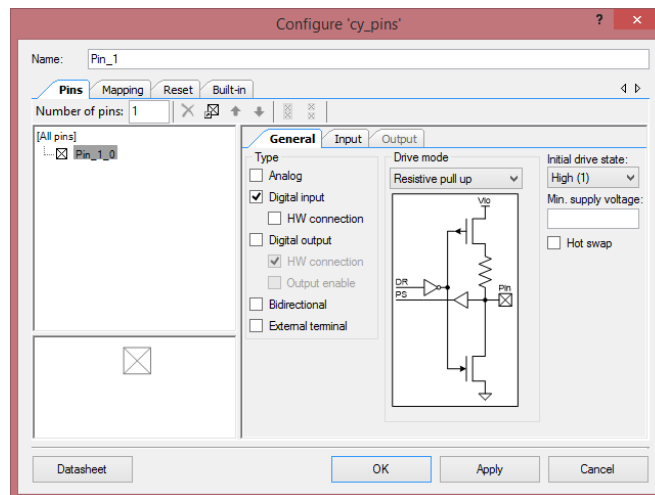 Configure 'cy_pins'
? ×
Name: Pin_1
Pins Mapping Reset Built-in
Number of pins: 1
[All pins]
Pin_1_0
General Input Output
Type
Analog
Digital input
HW connection
Digital output
HW connection
Output enable
Bidirectional
External terminal
Drive mode
Resistive pull up
Vio
DR
PS
Pin
Initial drive state:
High (1)
Min. supply voltage:
Hot swap
Datasheet OK Apply Cancel